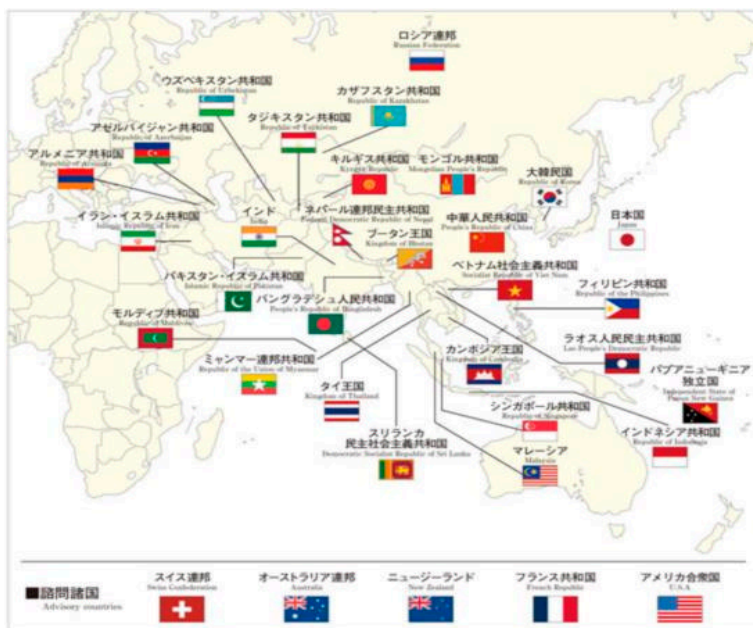 ロシア連邦
Russian Federation
ウズベキスタン共和国
Republic of Uzbekistan
カザフスタン共和国
Republic of Kazakhstan
タジキスタン共和国
Republic of Tajikistan
アゼルバイジャン共和国
Republic of Azerbaijan
アルメニア共和国
Republic of Armenia
キルギス共和国
Kyrgyz Republic
モンゴル共和国
Mongolian People's Republic
大韓民国
Republic of Korea
イラン・イスラム共和国
Islamic Republic of Iran
インド
India
ネパール連邦民主共和国
Federal Democratic Republic of Nepal
ブータン王国
Kingdom of Bhutan
中華人民共和国
People's Republic of China
日本国
Japan
パキスタン・イスラム共和国
Islamic Republic of Pakistan
バングラデシュ人民共和国
People's Republic of Bangladesh
ベトナム社会主義共和国
Socialist Republic of Viet Nam
フィリピン共和国
Republic of the Philippines
モルディブ共和国
Republic of Maldives
ミャンマー連邦共和国
Republic of the Union of Myanmar
カンボジア王国
Kingdom of Cambodia
ラオス人民民主共和国
Lao People's Democratic Republic
タイ王国
Kingdom of Thailand
パプアニューギニア
独立国
Independent State of
Papua New Guinea
シンガポール共和国
Republic of Singapore
スリランカ
民主社会主義共和国
Democratic Socialist Republic of Sri Lanka
インドネシア共和国
Republic of Indonesia
マレーシア
Malaysia
■諮問諸国
Advisory countries
スイス連邦
Swiss Confederation
オーストラリア連邦
Australia
ニュージーランド
New Zealand
フランス共和国
French Republic
アメリカ合衆国
U.S.A